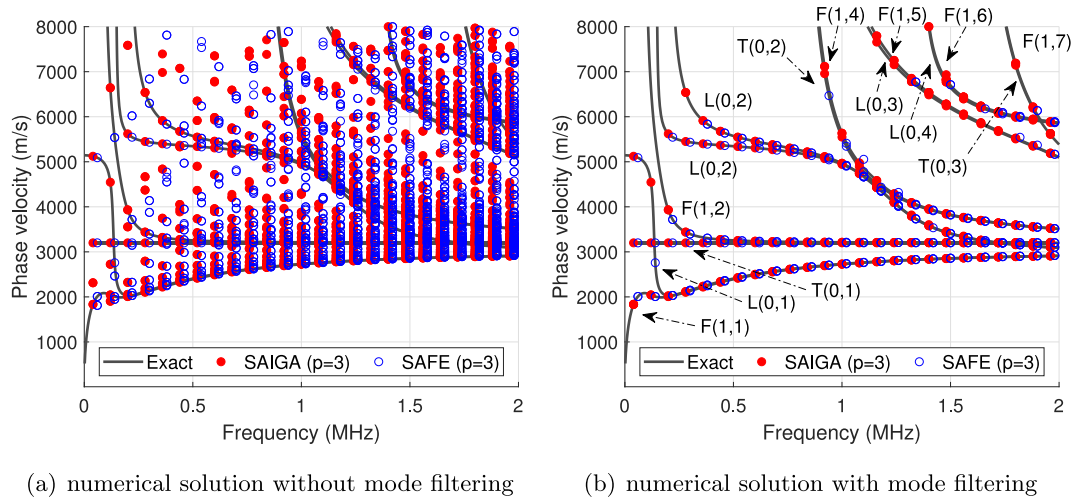 8000
7000
6000
5000
4000
3000
2000
1000
Phase velocity (m/s)
Exact SAIGA (p=3) SAFE (p=3)
0 0.5 1 1.5 2
Frequency (MHz)
(a) numerical solution without mode filtering
8000
7000
6000
5000
4000
3000
2000
1000
Phase velocity (m/s)
F(1,4)
F(1,5)
F(1,6)
F(1,7)
T(0,2)
L(0,3)
L(0,4)
T(0,3)
L(0,2)
L(0,2)
F(1,2)
T(0,1)
L(0,1)
F(1,1)
Exact SAIGA (p=3) SAFE (p=3)
0 0.5 1 1.5 2
Frequency (MHz)
(b) numerical solution with mode filtering